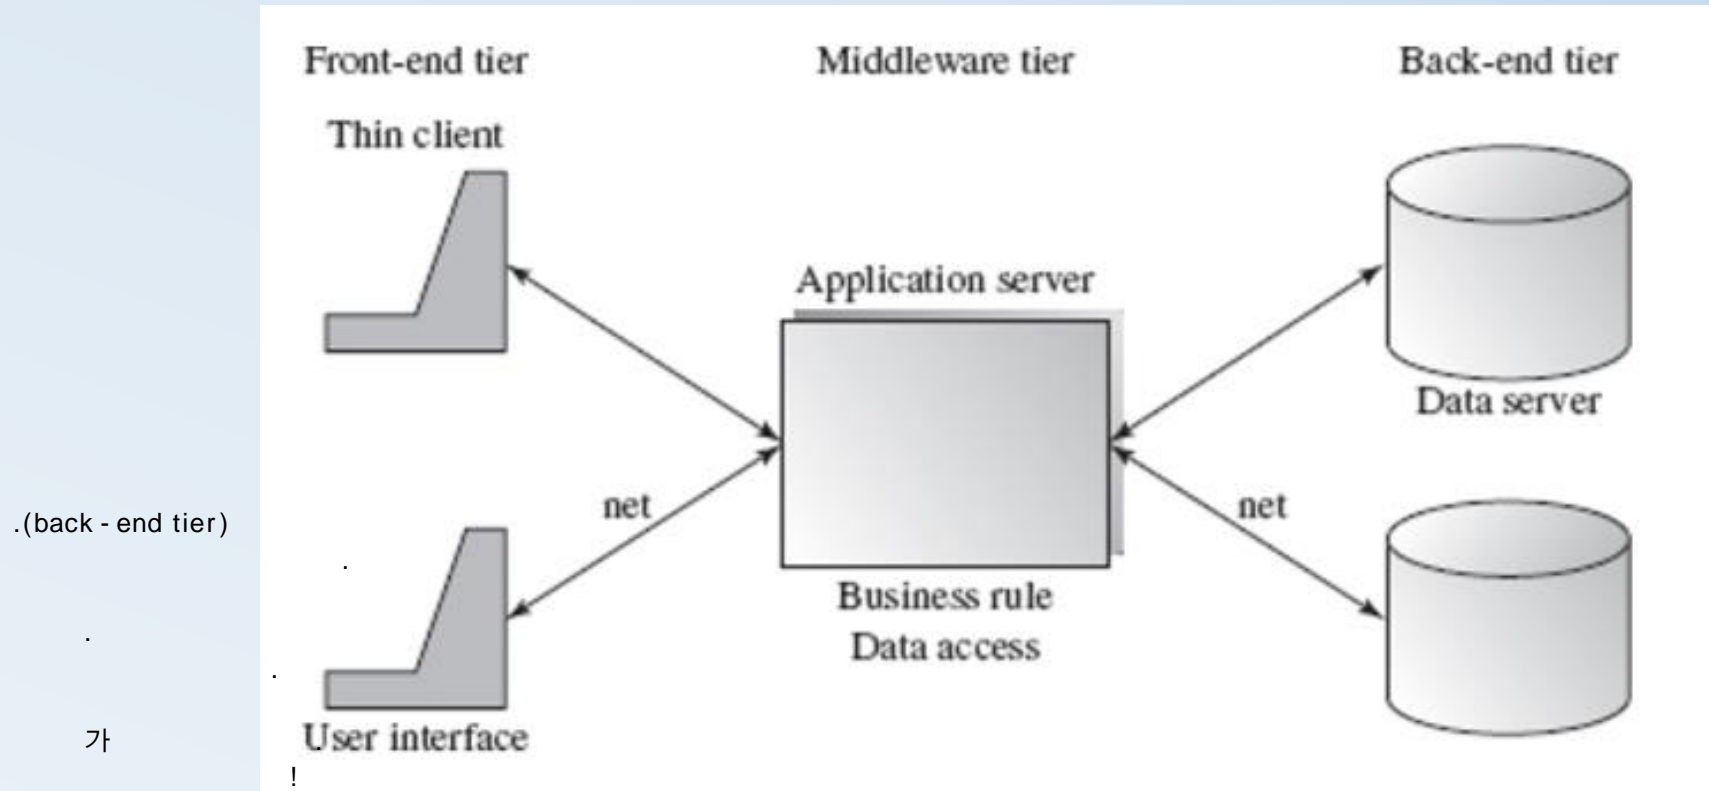 Front-end tier
Middleware tier
Back-end tier
Thin client
Application server
Data server
net
net
.(back - end tier)
.
Business rule
Data access
.
.
User interface
가
!